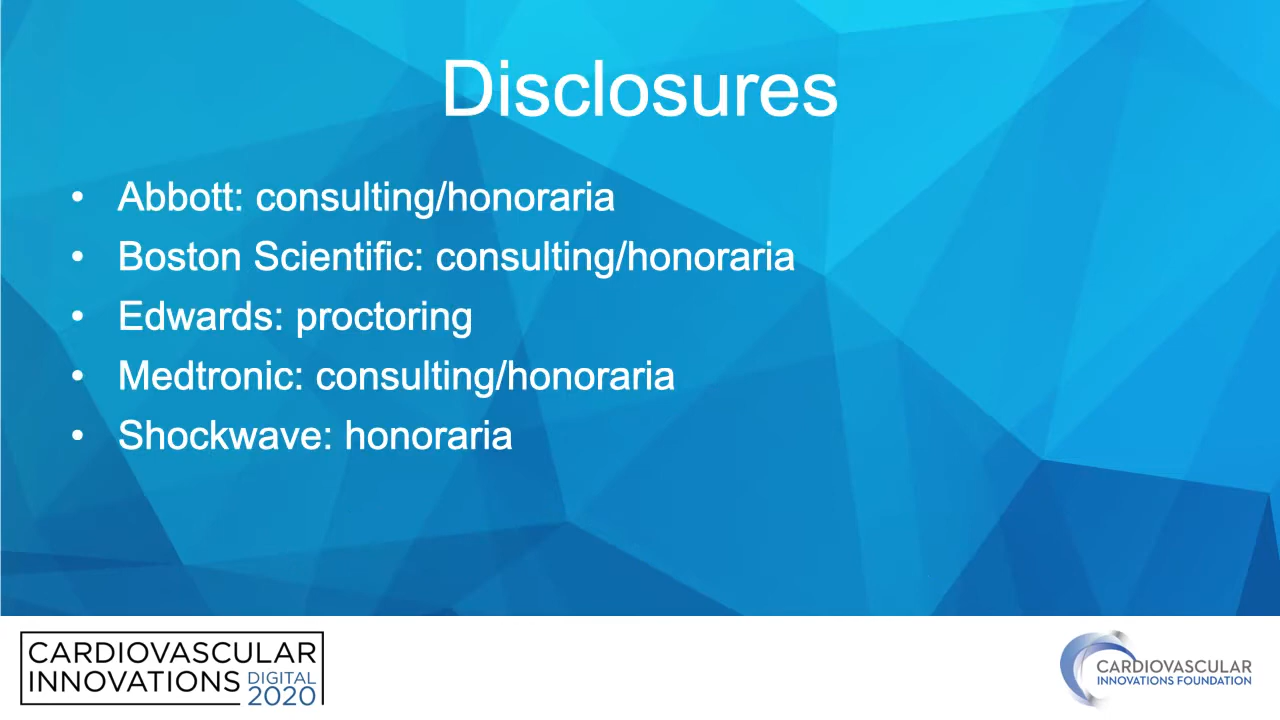 Disclosures
• Abbott: consulting/honoraria
• Boston Scientific: consulting/honoraria
• Edwards: proctoring
• Medtronic: consulting/honoraria
• Shockwave: honoraria
CARDIOVASCULAR
INNOVATIONS DIGITAL
2020
CARDIOVASCULAR
INNOVATIONS FOUNDATION